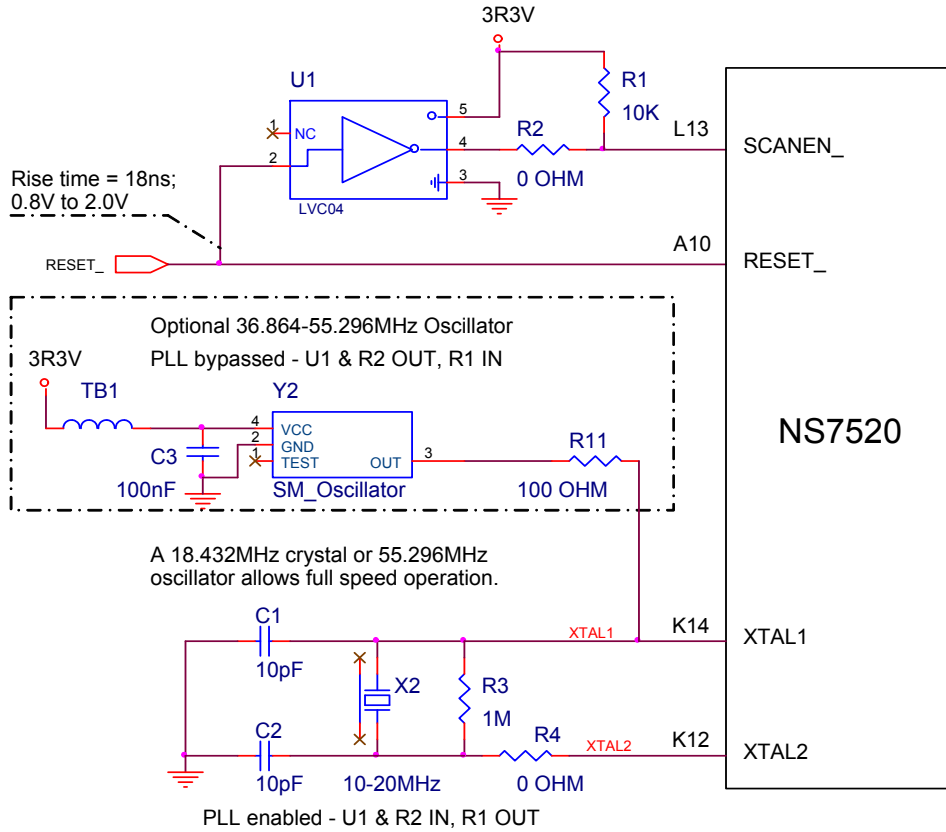 3R3V
U1
R1
10K
5
1
NC
R2
4
L13
SCANEN_
2
0 OHM
3
Rise time = 18ns;
0.8V to 2.0V
LVC04
A10
RESET_
RESET_
Optional 36.864-55.296MHz Oscillator
PLL bypassed - U1 & R2 OUT, R1 IN
3R3V
TB1
Y2
NS7520
4
VCC
2
GND
1
TEST
OUT
3
R11
C3
100nF
SM_Oscillator
100 OHM
A 18.432MHz crystal or 55.296MHz
oscillator allows full speed operation.
C1
10pF
XTAL1
K14
XTAL1
X2
R3
1M
C2
10pF
R4
XTAL2
K12
XTAL2
10-20MHz
0 OHM
PLL enabled - U1 & R2 IN, R1 OUT